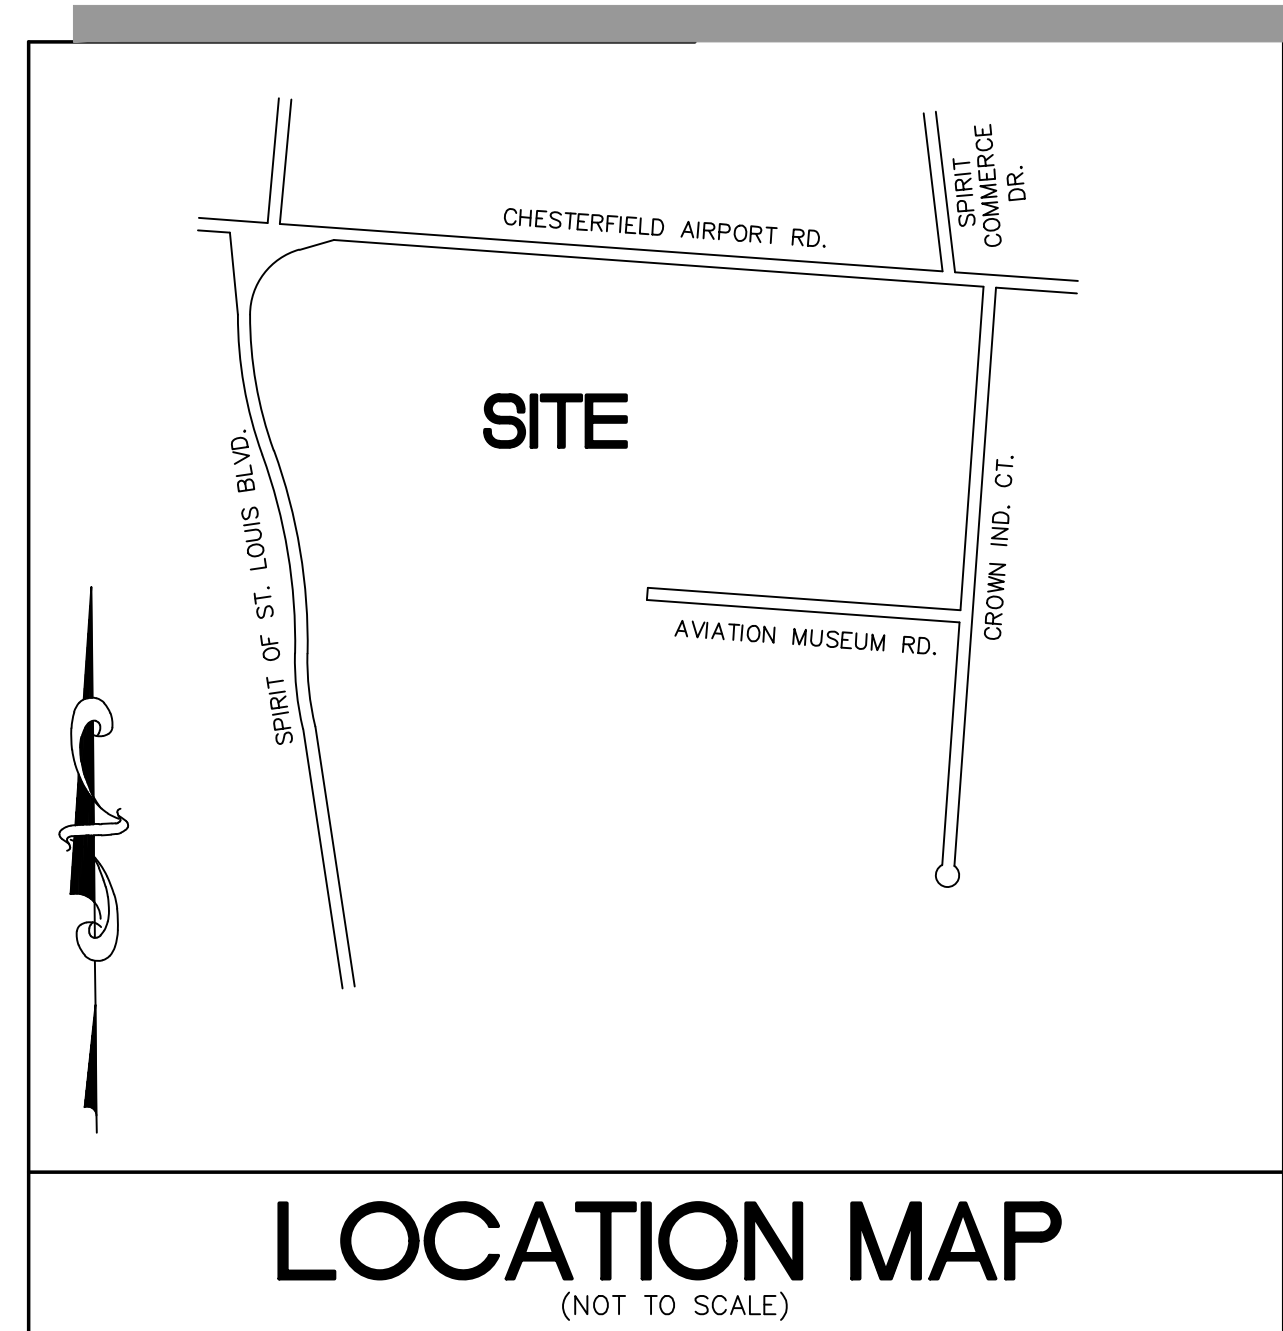 SPIRIT
COMMERCE
DR.
CHESTERFIELD AIRPORT RD.
SITE
SPIRIT OF ST. LOUIS BLVD.
CROWN IND. CT.
AVIATION MUSEUM RD.
LOCATION MAP
(NOT TO SCALE)